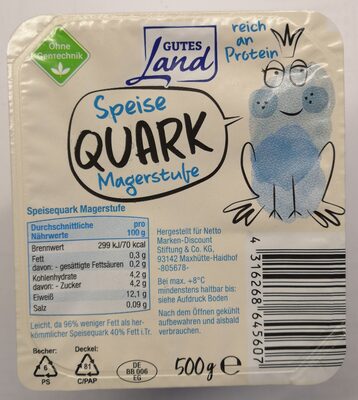 Ohne
Gentechnik
GUTES
Land
reich
an
Protein
Speise
QUARK
Magerstufe
Speisequark Magerstufe
Durchschnittliche pro
Nährwerte 100 g
Brennwert 299 kJ/70 kcal
Fett 0,3 g
davon: - gesättigte Fettsäuren 0,2 g
Kohlenhydrate 4,2 g
davon: - Zucker 4,2 g
Eiweiß 12,1 g
Salz 0,09 g
Leicht, da 96% weniger Fett als her-
kömmlicher Speisequark 40% Fett i.Tr.
Hergestellt für Netto
Marken-Discount
Stiftung & Co. KG,
93142 Maxhütte-Haidhof
-805678-
Bei max. +8°C
mindestens haltbar bis:
siehe Aufdruck Boden
Nach dem Öffnen gekühlt
aufbewahren und alsbald
verbrauchen.
4 316268 645607
Becher: Deckel:
6 81
PS C/PAP
DE
BB 006
EG
500g e